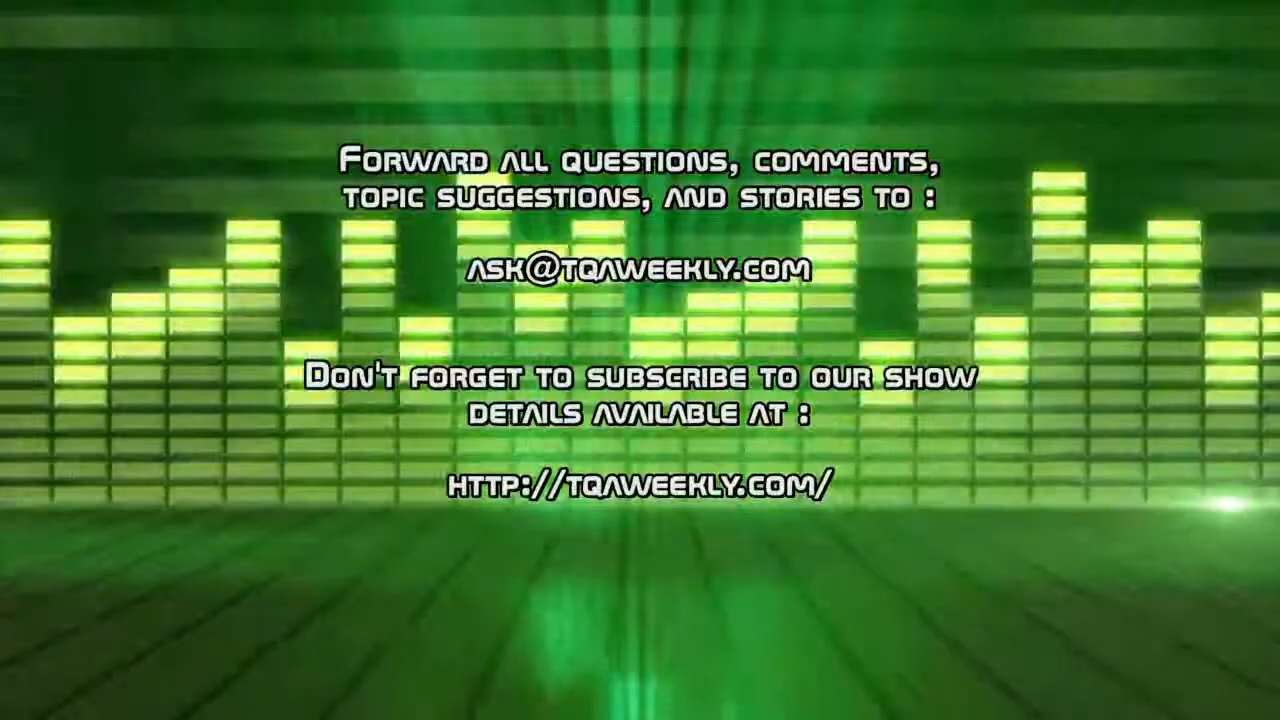 Forward all questions, comments,
topic suggestions, and stories to :
ask@tqaweekly.com
Don't forget to subscribe to our show
details available at :
http://tqaweekly.com/